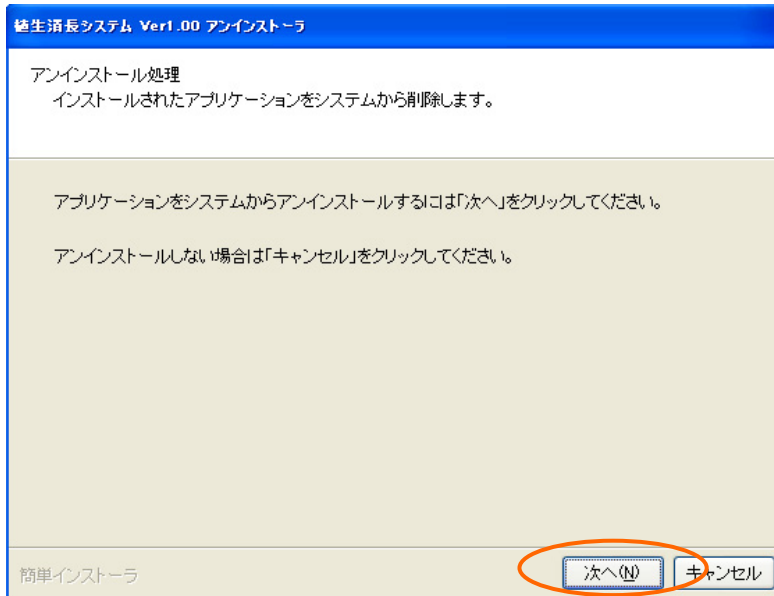 植生消長システム Ver1.00 アンインストーラ
アンインストール処理
インストールされたアプリケーションをシステムから削除します。
アプリケーションをシステムからアンインストールするには「次へ」をクリックしてください。
アンインストールしない場合は「キャンセル」をクリックしてください。
簡単インストーラ
次へ(N)
キャンセル